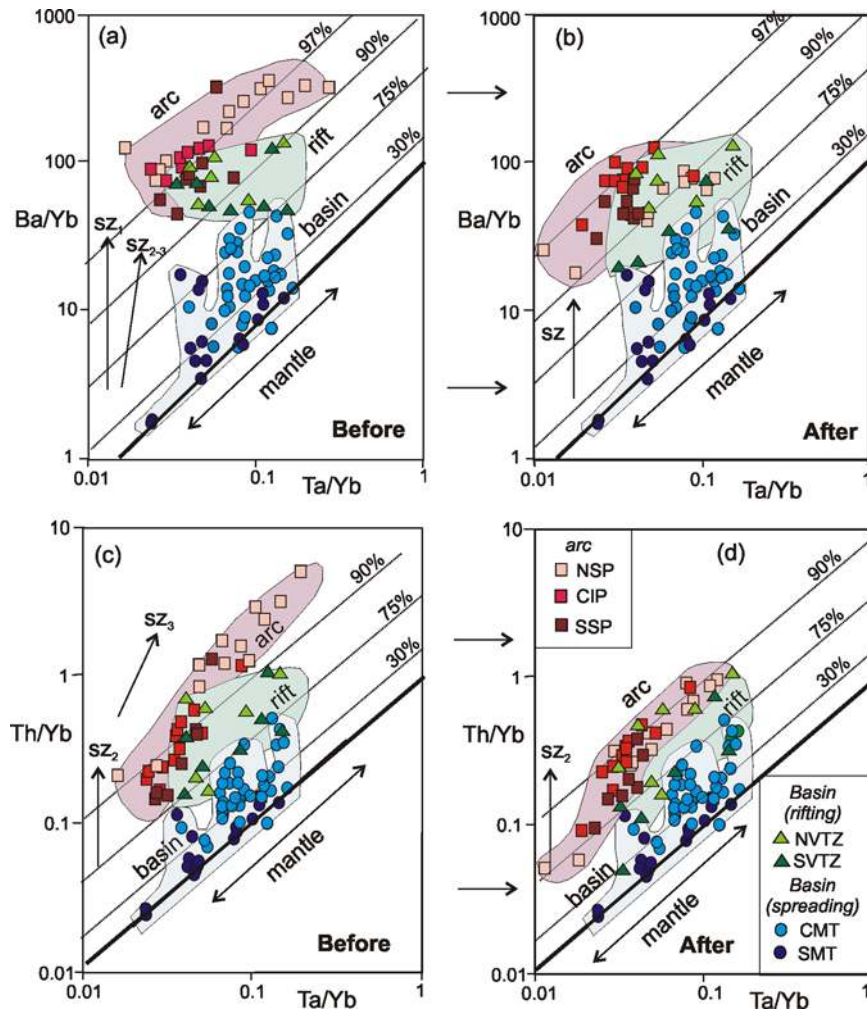 (a)
1000
100
10
1
Ba/Yb
arc
rift
basin
mantle
97%
90%
75%
30%
SZ1
SZ2-3
Before
0.01
0.1
1
Ta/Yb
(b)
1000
100
10
1
Ba/Yb
arc
rift
basin
mantle
97%
90%
75%
30%
SZ
After
0.01
0.1
1
Ta/Yb
(c)
10
1
0.1
0.01
Th/Yb
arc
rift
basin
mantle
90%
75%
30%
SZ3
SZ2
Before
0.01
0.1
1
Ta/Yb
(d)
10
1
0.1
0.01
Th/Yb
arc
NSP
CIP
SSP
arc
rift
basin
mantle
90%
75%
30%
SZ2
After
0.01
0.1
1
Ta/Yb
Basin
(rifting)
NVTZ
SVTZ
Basin
(spreading)
CMT
SMT